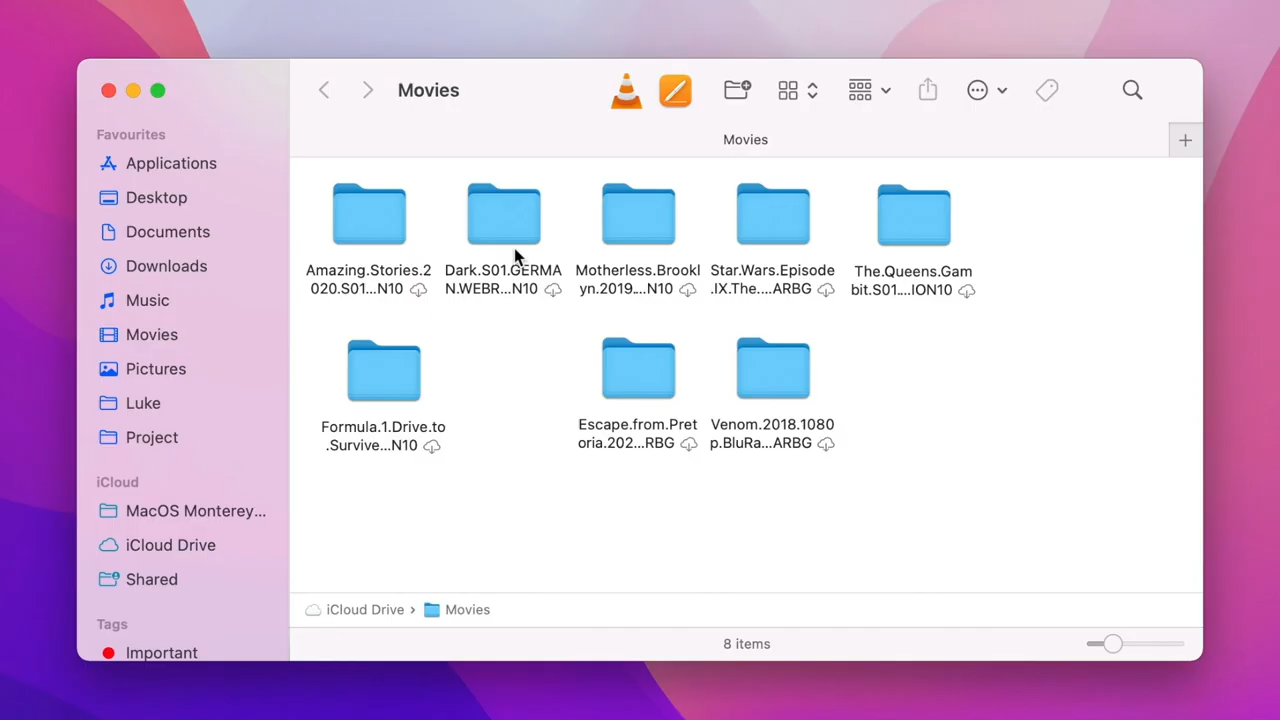 Movies
Movies
+
Favourites
Applications
Desktop
Documents
Downloads
Music
Movies
Pictures
Luke
Project
iCloud
MacOS Monterey...
iCloud Drive
Shared
Tags
Important
Amazing.Stories.2
020.S01...N10
Dark.S01.GERMA
N.WEBR...N10
Motherless.Brookl
yn.2019....N10
Star.Wars.Episode
.IX.The....ARBG
The.Queens.Gam
bit.S01....ION10
Formula.1.Drive.to
.Survive...N10
Escape.from.Pret
oria.202...RBG
Venom.2018.1080
p.BluRa...ARBG
iCloud Drive › Movies
8 items